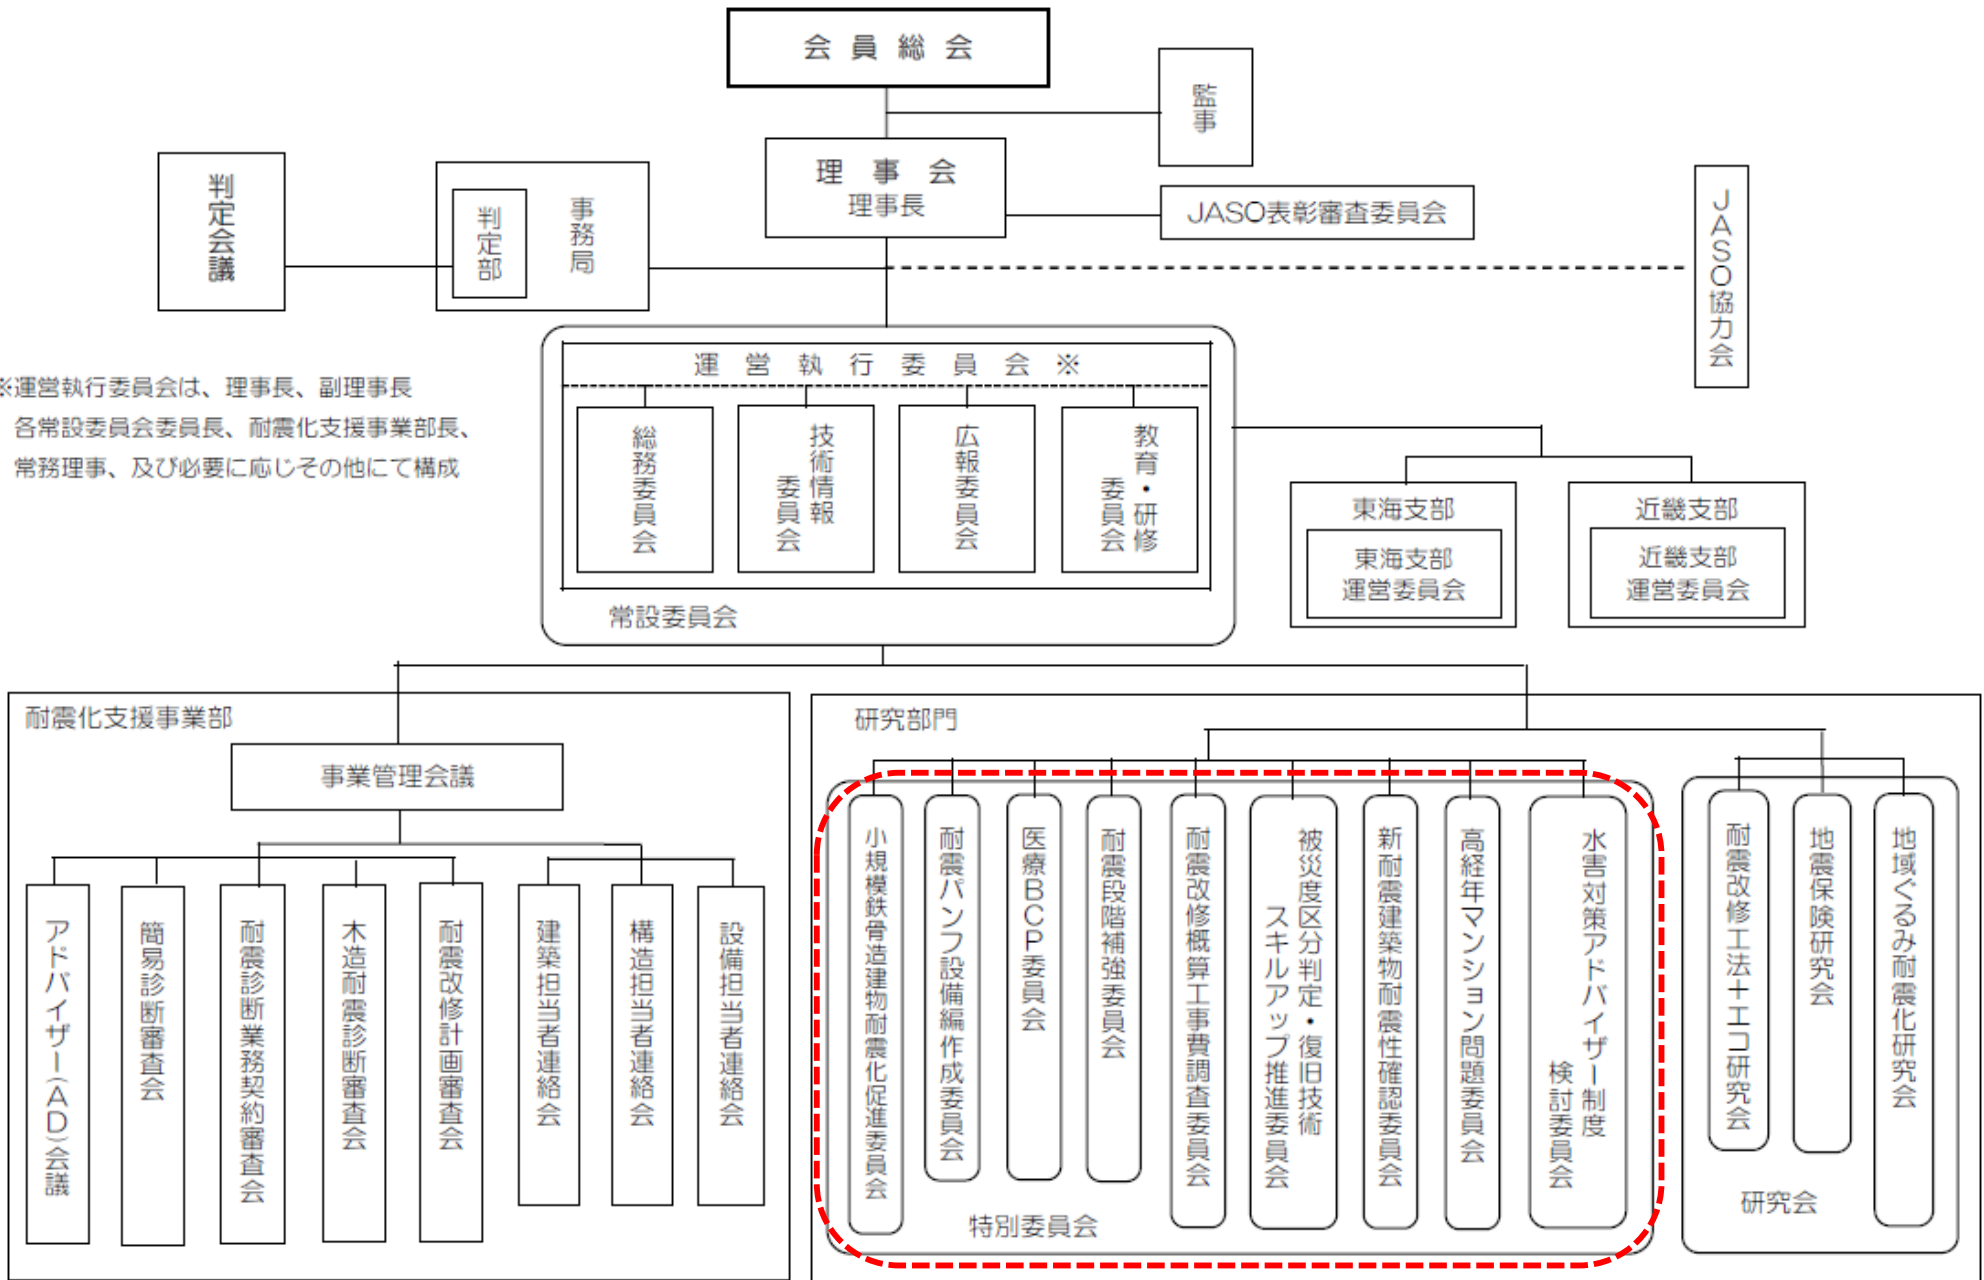 会員総会
監事
理事会
理事長
JASO表彰審査委員会
判定会議
判定部
事務局
JASO協力会
運営執行委員会※
総務委員会
技術情報
委員会
広報委員会
教育・研修
委員会
常設委員会
※運営執行委員会は、理事長、副理事長
各常設委員会委員長、耐震化支援事業部長、
常務理事、及び必要に応じその他にて構成
東海支部
東海支部
運営委員会
近畿支部
近畿支部
運営委員会
耐震化支援事業部
事業管理会議
アドバイザー(AD)会議
簡易診断審査会
耐震診断業務契約審査会
木造耐震診断審査会
耐震改修計画審査会
建築担当者連絡会
構造担当者連絡会
設備担当者連絡会
研究部門
小規模鉄骨造建物耐震化促進委員会
耐震パンフ設備編作成委員会
医療BCP委員会
耐震段階補強委員会
耐震改修概算工事費調査委員会
被災度区分判定・復旧技術
スキルアップ推進委員会
新耐震建築物耐震性確認委員会
高経年マンション問題委員会
水害対策アドバイザー制度
検討委員会
特別委員会
耐震改修工法+エコ研究会
地震保険研究会
地域ぐるみ耐震化研究会
研究会